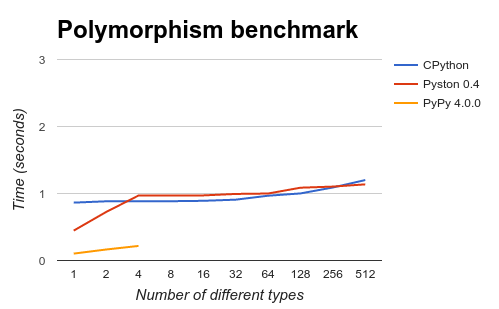 Polymorphism benchmark
3
2
1
0
Time (seconds)
1 2 4 8 16 32 64 128 256 512
Number of different types
CPython
Pyston 0.4
PyPy 4.0.0